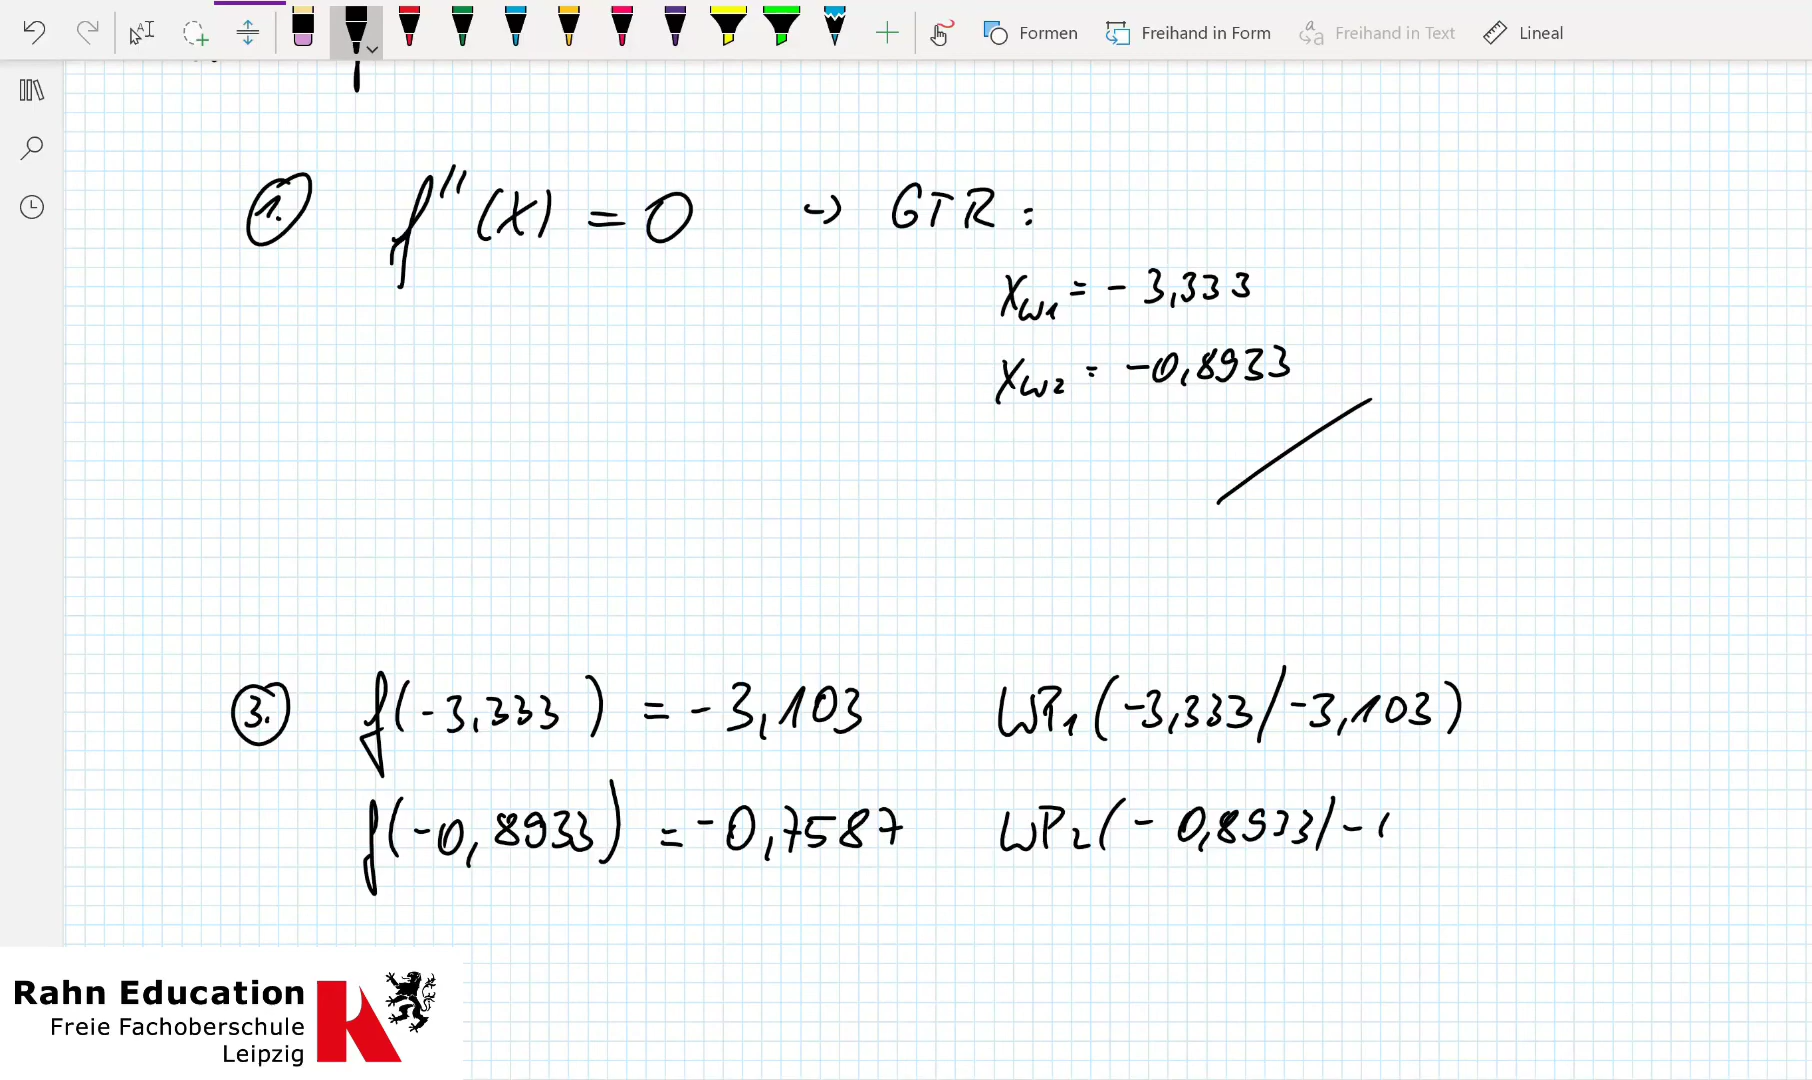 Formen Freihand in Form Freihand in Text Lineal
1. f''(x) = 0 → GTR:
xW1 = -3,333
xW2 = -0,8933
3. f(-3,333) = -3,103 WP1(-3,333/-3,103)
f(-0,8933) = -0,7587 WP2(-0,8933/-
Rahn Education
Freie Fachoberschule
Leipzig